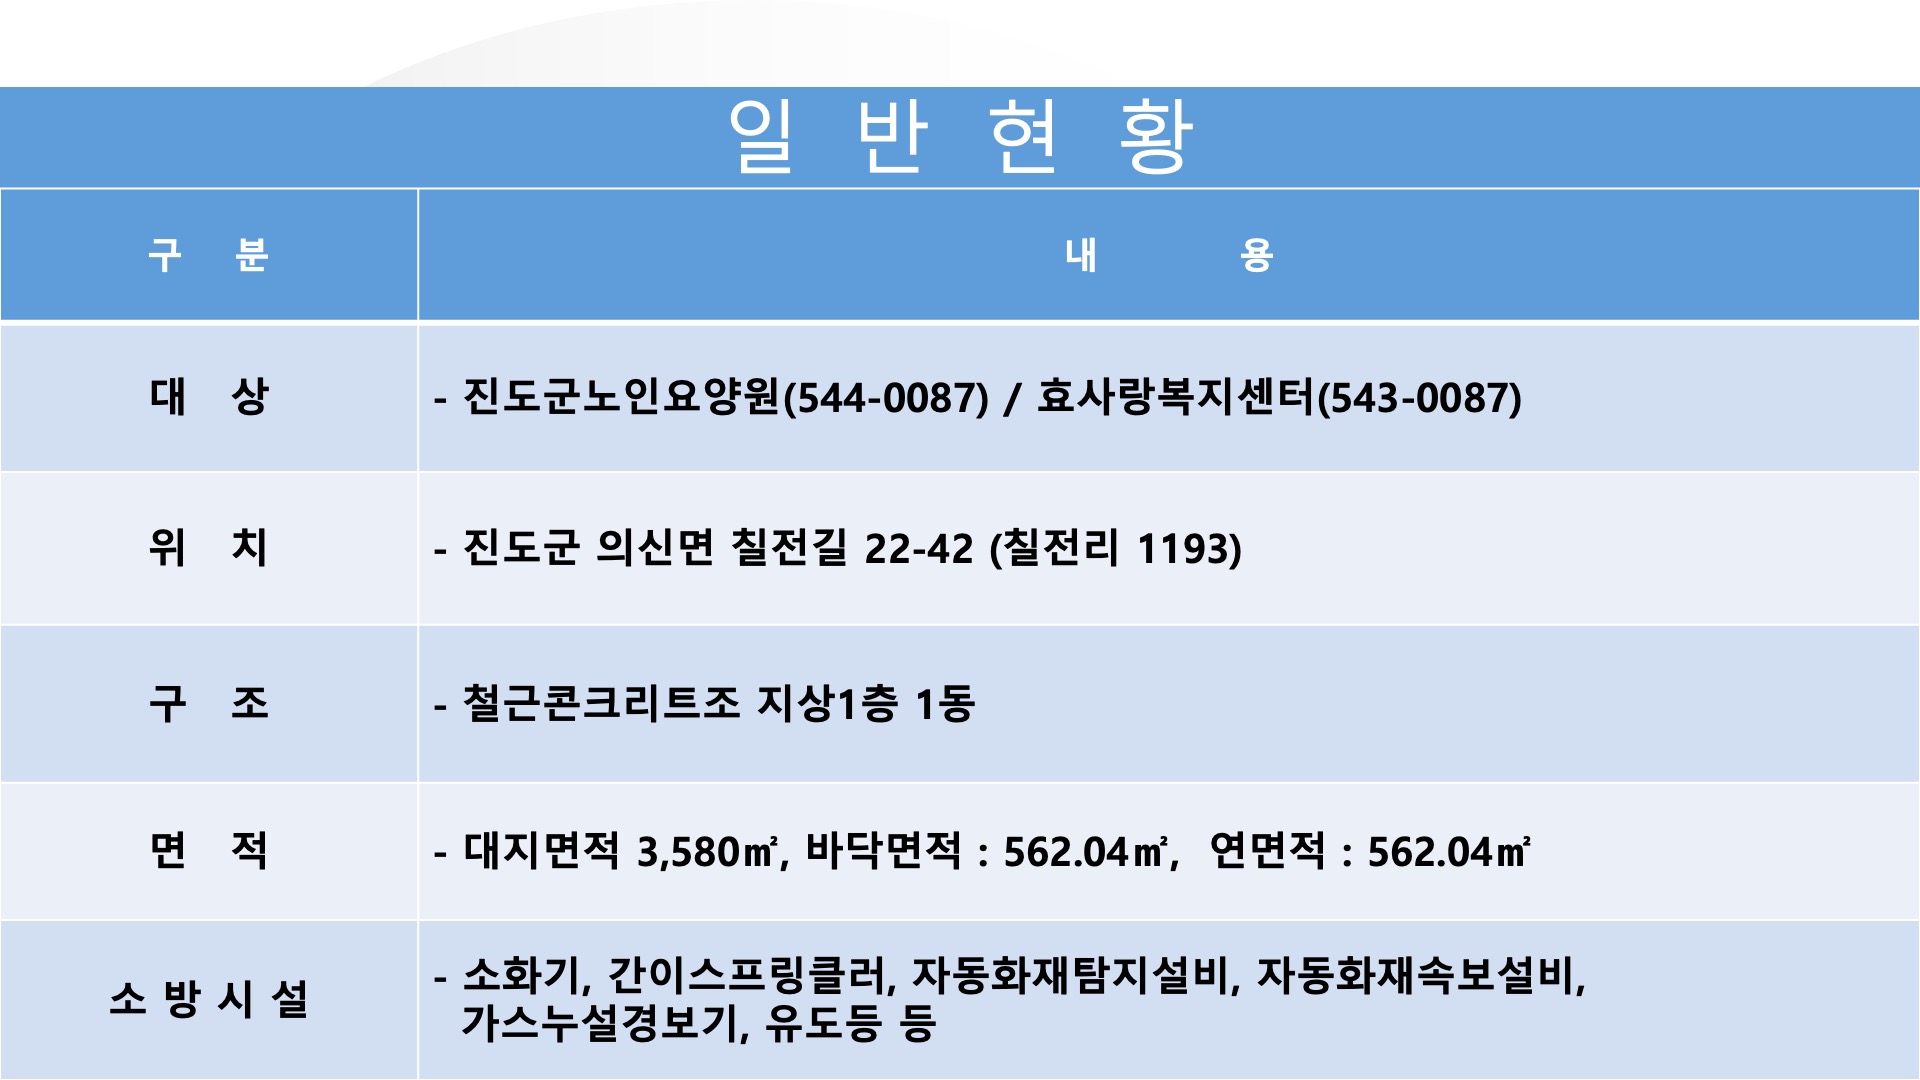 일 반 현 황
구 분
내 용
대 상
- 진도군노인요양원(544-0087) / 효사랑복지센터(543-0087)
위 치
- 진도군 의신면 칠전길 22-42 (칠전리 1193)
구 조
- 철근콘크리트조 지상1층 1동
면 적
- 대지면적 3,580㎡, 바닥면적 : 562.04㎡, 연면적 : 562.04㎡
소 방 시 설
- 소화기, 간이스프링클러, 자동화재탐지설비, 자동화재속보설비,
가스누설경보기, 유도등 등